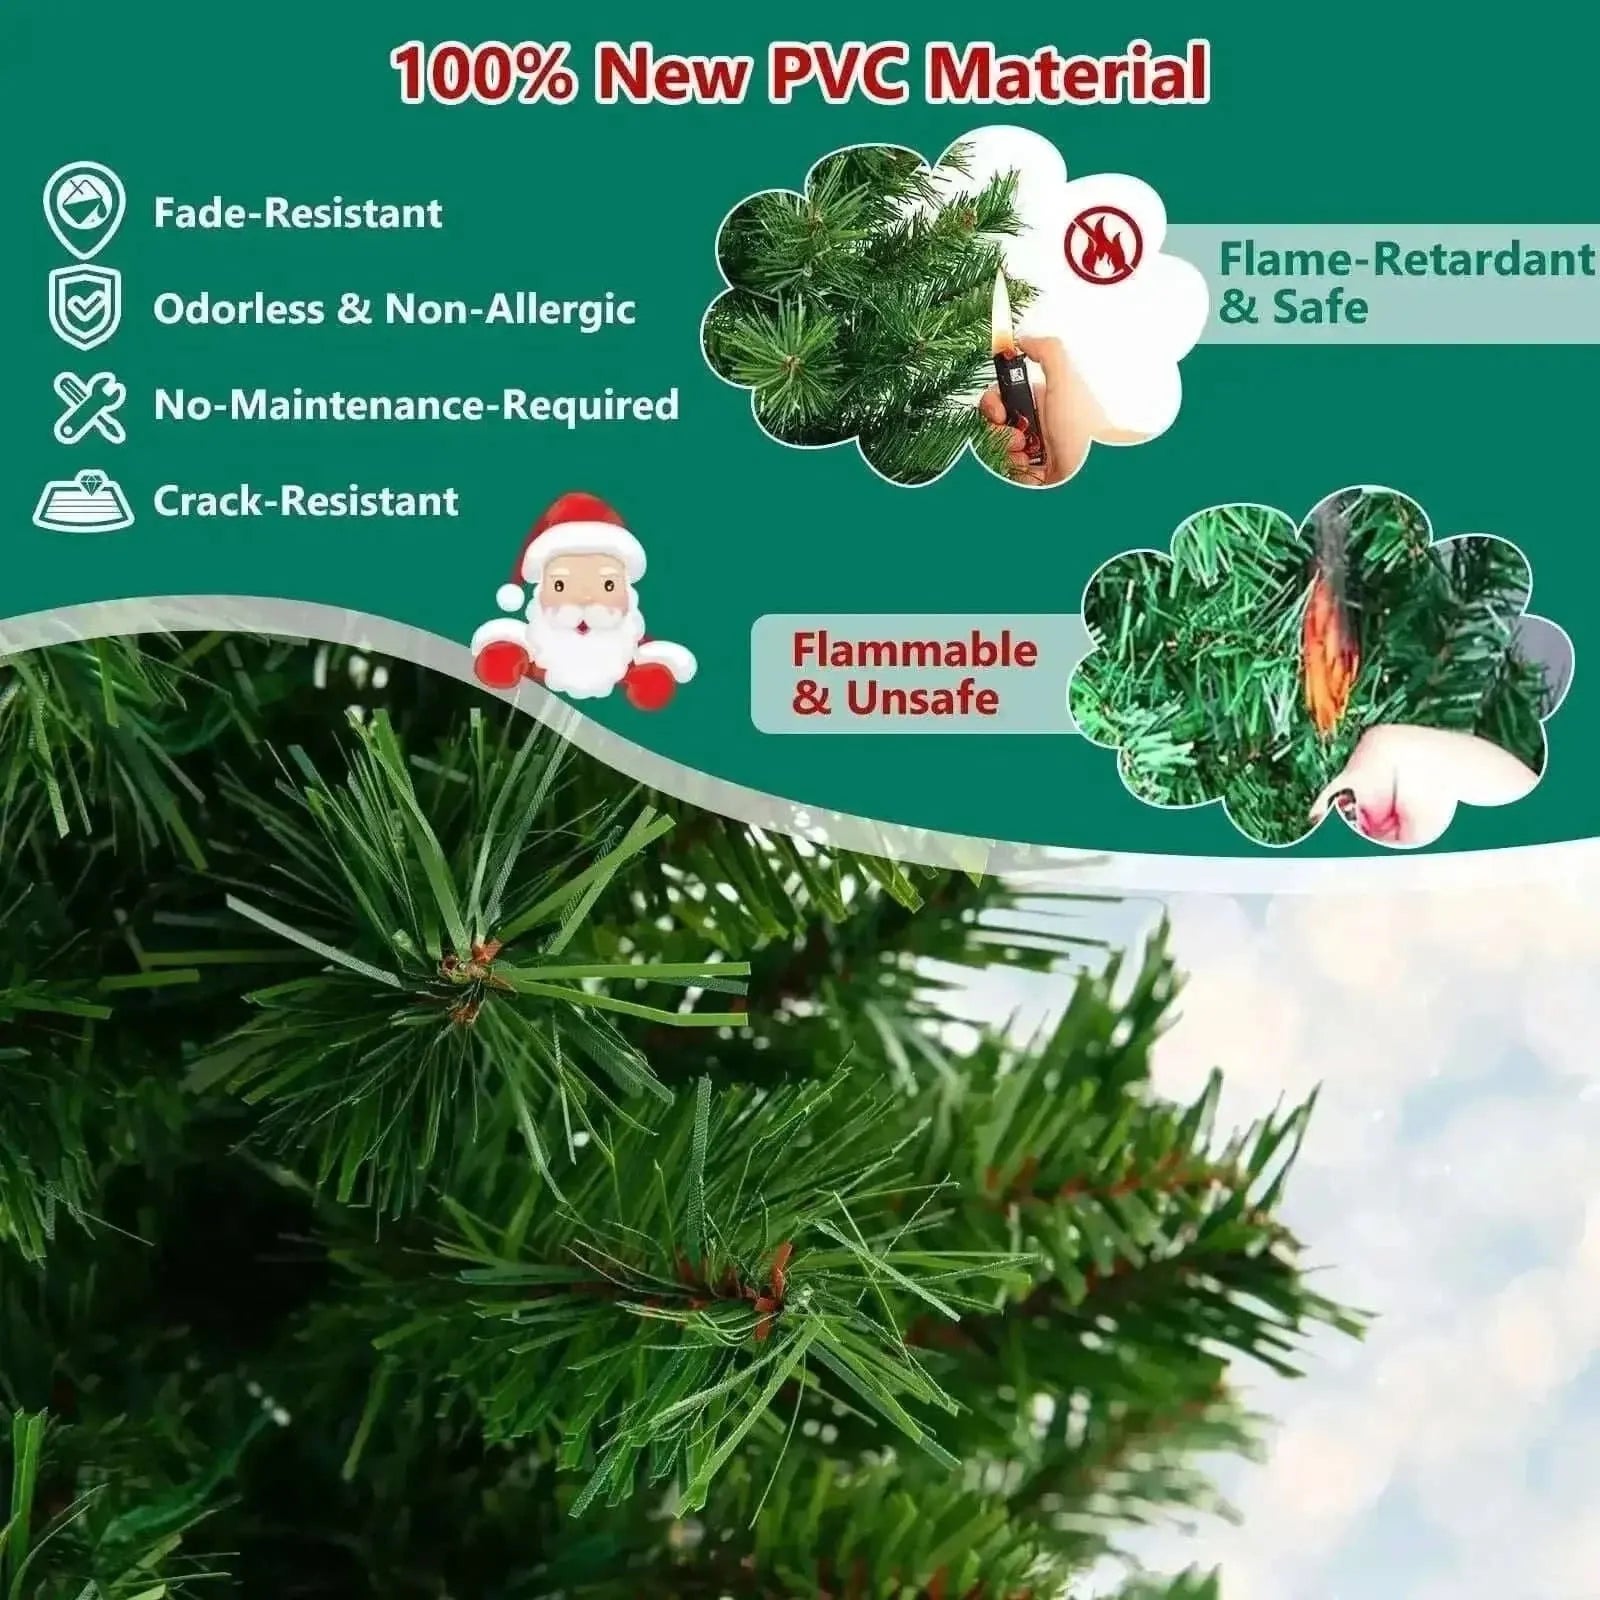 100% New PVC Material
Fade-Resistant
Odorless & Non-Allergic
No-Maintenance-Required
Crack-Resistant
Flame-Retardant
& Safe
Flammable
& Unsafe